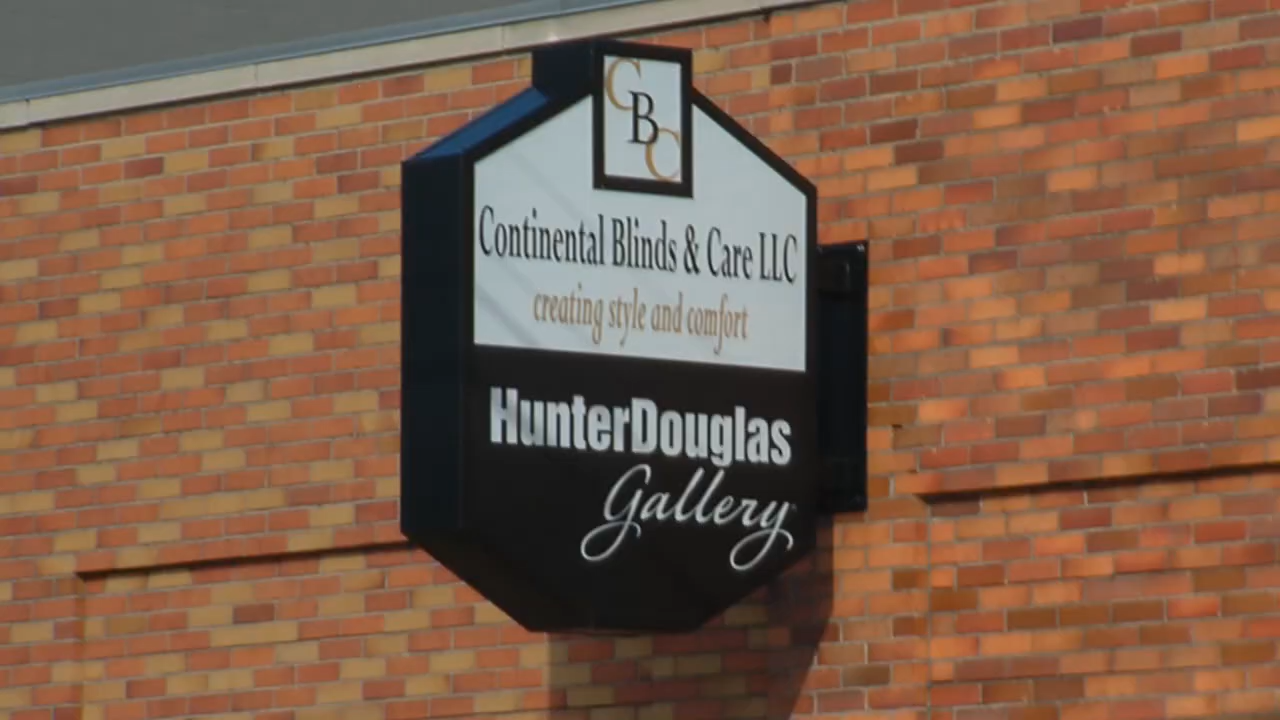 CBC
Continental Blinds & Care LLC
creating style and comfort
HunterDouglas
Gallery